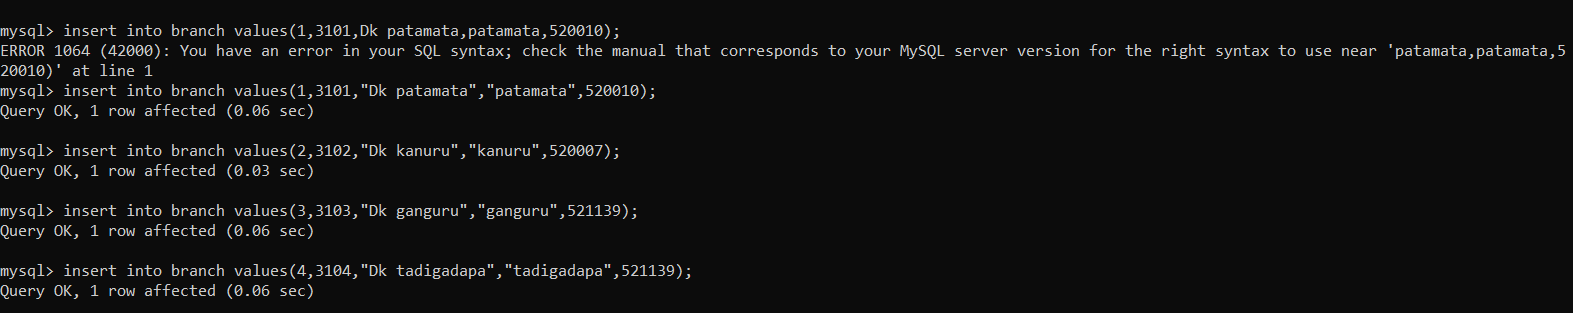 mysql> insert into branch values(1,3101,Dk patamata,patamata,520010);
ERROR 1064 (42000): You have an error in your SQL syntax; check the manual that corresponds to your MySQL server version for the right syntax to use near 'patamata,patamata,5
20010)' at line 1
mysql> insert into branch values(1,3101,"Dk patamata","patamata",520010);
Query OK, 1 row affected (0.06 sec)
mysql> insert into branch values(2,3102,"Dk kanuru","kanuru",520007);
Query OK, 1 row affected (0.03 sec)
mysql> insert into branch values(3,3103,"Dk ganguru","ganguru",521139);
Query OK, 1 row affected (0.06 sec)
mysql> insert into branch values(4,3104,"Dk tadigadapa","tadigadapa",521139);
Query OK, 1 row affected (0.06 sec)